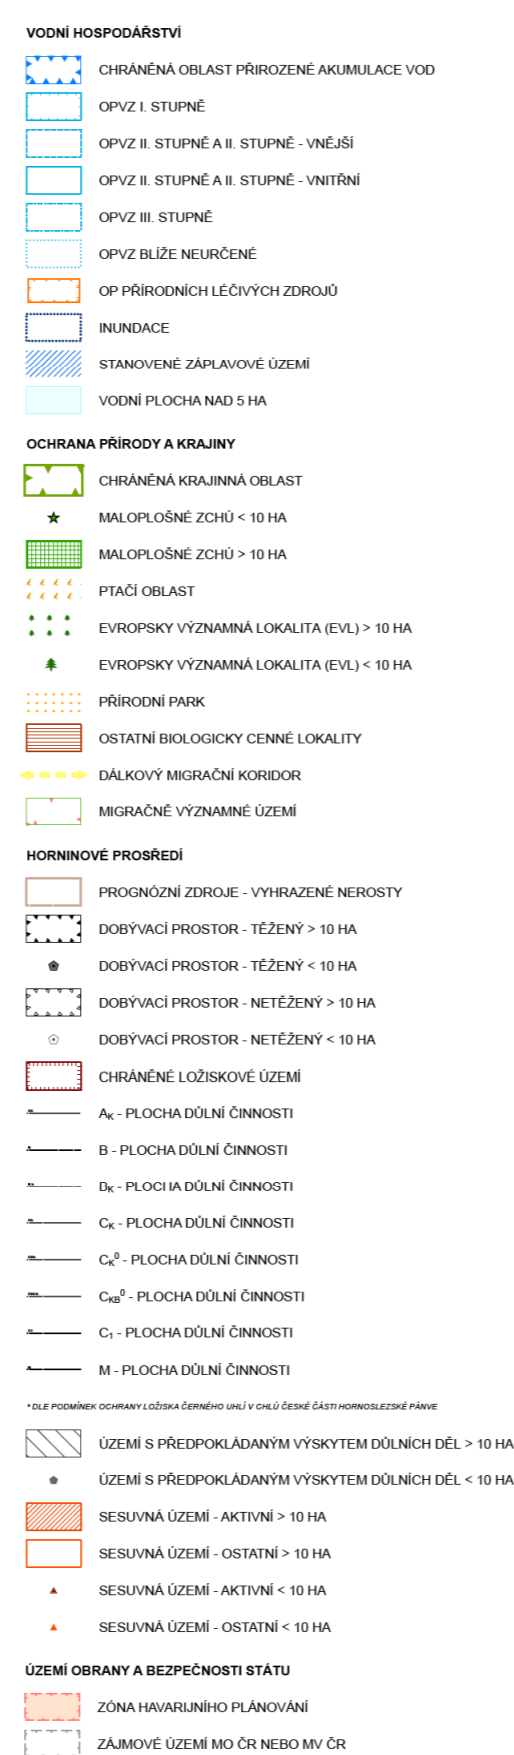 VODNÍ HOSPODÁŘSTVÍ
CHRÁNĚNÁ OBLAST PŘIROZENÉ AKUMULACE VOD
OPVZ I. STUPNĚ
OPVZ II. STUPNĚ A II. STUPNĚ - VNĚJŠÍ
OPVZ II. STUPNĚ A II. STUPNĚ - VNITŘNÍ
OPVZ III. STUPNĚ
OPVZ BLÍŽE NEURČENÉ
OP PŘÍRODNÍCH LÉČIVÝCH ZDROJŮ
INUNDACE
STANOVENÉ ZÁPLAVOVÉ ÚZEMÍ
VODNÍ PLOCHA NAD 5 HA
OCHRANA PŘÍRODY A KRAJINY
CHRÁNĚNÁ KRAJINNÁ OBLAST
MALOPLOŠNÉ ZCHÚ < 10 HA
MALOPLOŠNÉ ZCHÚ > 10 HA
PTAČÍ OBLAST
EVROPSKY VÝZNAMNÁ LOKALITA (EVL) > 10 HA
EVROPSKY VÝZNAMNÁ LOKALITA (EVL) < 10 HA
PŘÍRODNÍ PARK
OSTATNÍ BIOLOGICKY CENNÉ LOKALITY
DÁLKOVÝ MIGRAČNÍ KORIDOR
MIGRAČNĚ VÝZNAMNÉ ÚZEMÍ
HORNINOVÉ PROSŘEDÍ
PROGNÓZNÍ ZDROJE - VYHRAZENÉ NEROSTY
DOBÝVACÍ PROSTOR - TĚŽENÝ > 10 HA
DOBÝVACÍ PROSTOR - TĚŽENÝ < 10 HA
DOBÝVACÍ PROSTOR - NETĚŽENÝ > 10 HA
DOBÝVACÍ PROSTOR - NETĚŽENÝ < 10 HA
CHRÁNĚNÉ LOŽISKOVÉ ÚZEMÍ
Aₖ - PLOCHA DŮLNÍ ČINNOSTI
B - PLOCHA DŮLNÍ ČINNOSTI
Bₖ - PLOCHA DŮLNÍ ČINNOSTI
Cₖ - PLOCHA DŮLNÍ ČINNOSTI
Cₖ⁰ - PLOCHA DŮLNÍ ČINNOSTI
C_KB⁰ - PLOCHA DŮLNÍ ČINNOSTI
C₁ - PLOCHA DŮLNÍ ČINNOSTI
M - PLOCHA DŮLNÍ ČINNOSTI
* DLE PODMÍNEK OCHRANY LOŽISKA ČERNÉHO UHLÍ V CHLÚ ČESKÉ ČÁSTI HORNOSLEZSKÉ PÁNVE
ÚZEMÍ S PŘEDPOKLÁDANÝM VÝSKYTEM DŮLNÍCH DĚL > 10 HA
ÚZEMÍ S PŘEDPOKLÁDANÝM VÝSKYTEM DŮLNÍCH DĚL < 10 HA
SESUVNÁ ÚZEMÍ - AKTIVNÍ > 10 HA
SESUVNÁ ÚZEMÍ - OSTATNÍ > 10 HA
SESUVNÁ ÚZEMÍ - AKTIVNÍ < 10 HA
SESUVNÁ ÚZEMÍ - OSTATNÍ < 10 HA
ÚZEMÍ OBRANY A BEZPEČNOSTI STÁTU
ZÓNA HAVARIJNÍHO PLÁNOVÁNÍ
ZÁJMOVÉ ÚZEMÍ MO ČR NEBO MV ČR